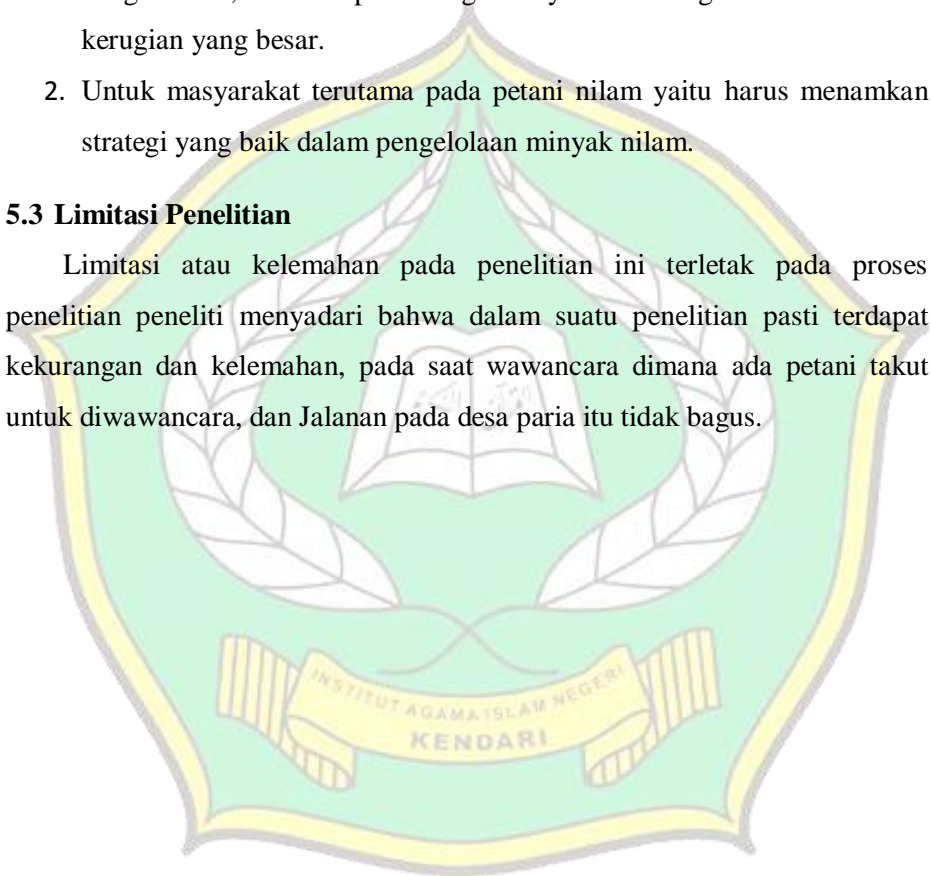 kerugian yang besar.
2. Untuk masyarakat terutama pada petani nilam yaitu harus menamkan
strategi yang baik dalam pengelolaan minyak nilam.
5.3 Limitasi Penelitian
Limitasi atau kelemahan pada penelitian ini terletak pada proses
penelitian peneliti menyadari bahwa dalam suatu penelitian pasti terdapat
kekurangan dan kelemahan, pada saat wawancara dimana ada petani takut
untuk diwawancara, dan Jalanan pada desa paria itu tidak bagus.
INSTITUT AGAMA ISLAM NEGERI
KENDARI